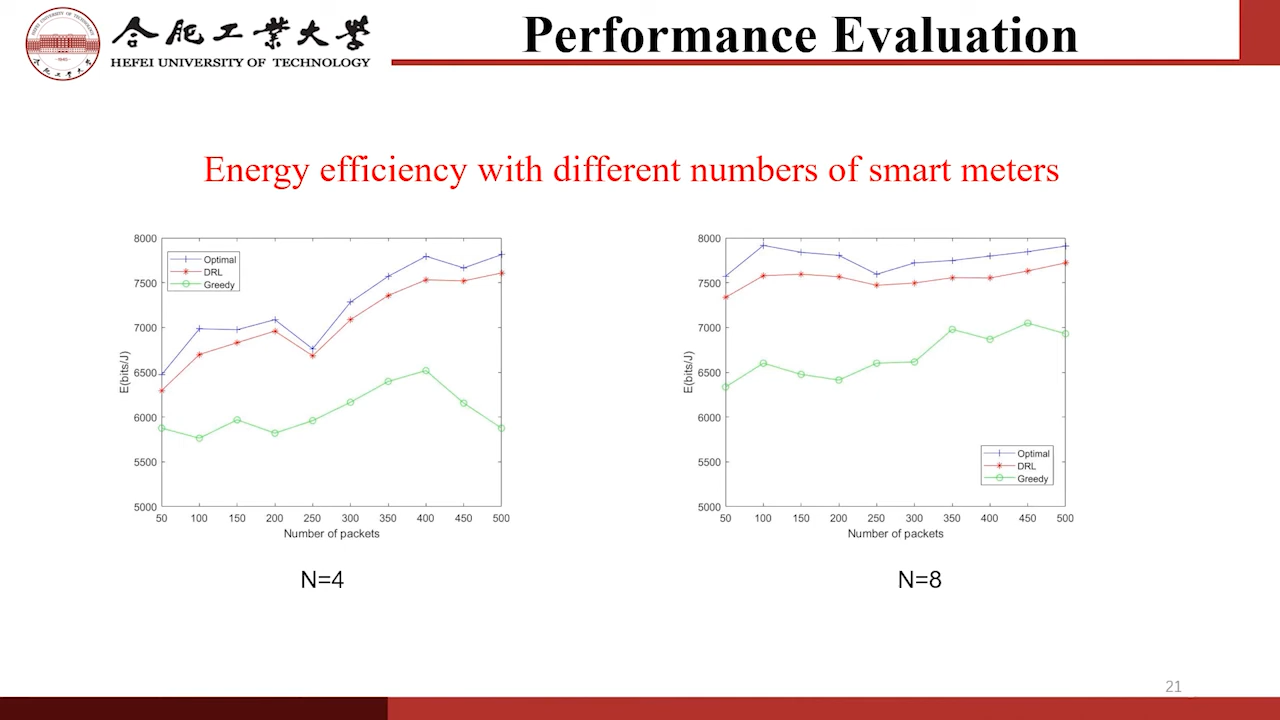 合肥工業大學
HEFEI UNIVERSITY OF TECHNOLOGY
Performance Evaluation
Energy efficiency with different numbers of smart meters
8000
7500
7000
6500
6000
5500
5000
E(bits/J)
Optimal
DRL
Greedy
50 100 150 200 250 300 350 400 450 500
Number of packets
N=4
8000
7500
7000
6500
6000
5500
5000
E(bits/J)
Optimal
DRL
Greedy
50 100 150 200 250 300 350 400 450 500
Number of packets
N=8
21